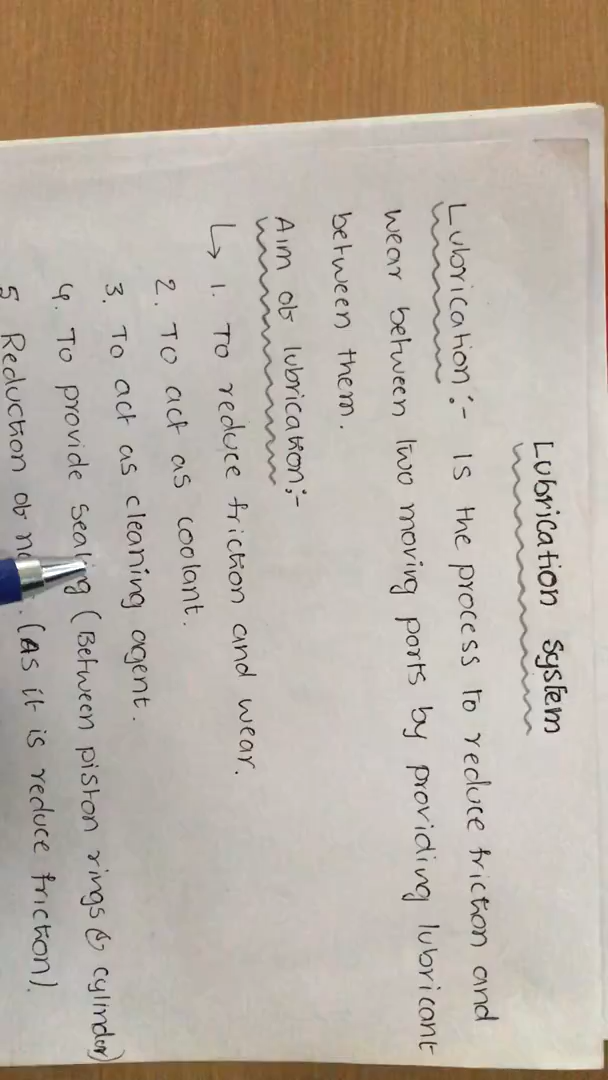 Lubrication System
Lubrication:- is the process to reduce friction and
wear between two moving parts by providing lubricant
between them.
Aim of lubrication:-
↳ 1. To reduce friction and wear.
2. To act as coolant.
3. To act as cleaning agent.
4. To provide sealing (Between piston rings & cylinder)
5 Reduction of (As it is reduce friction).